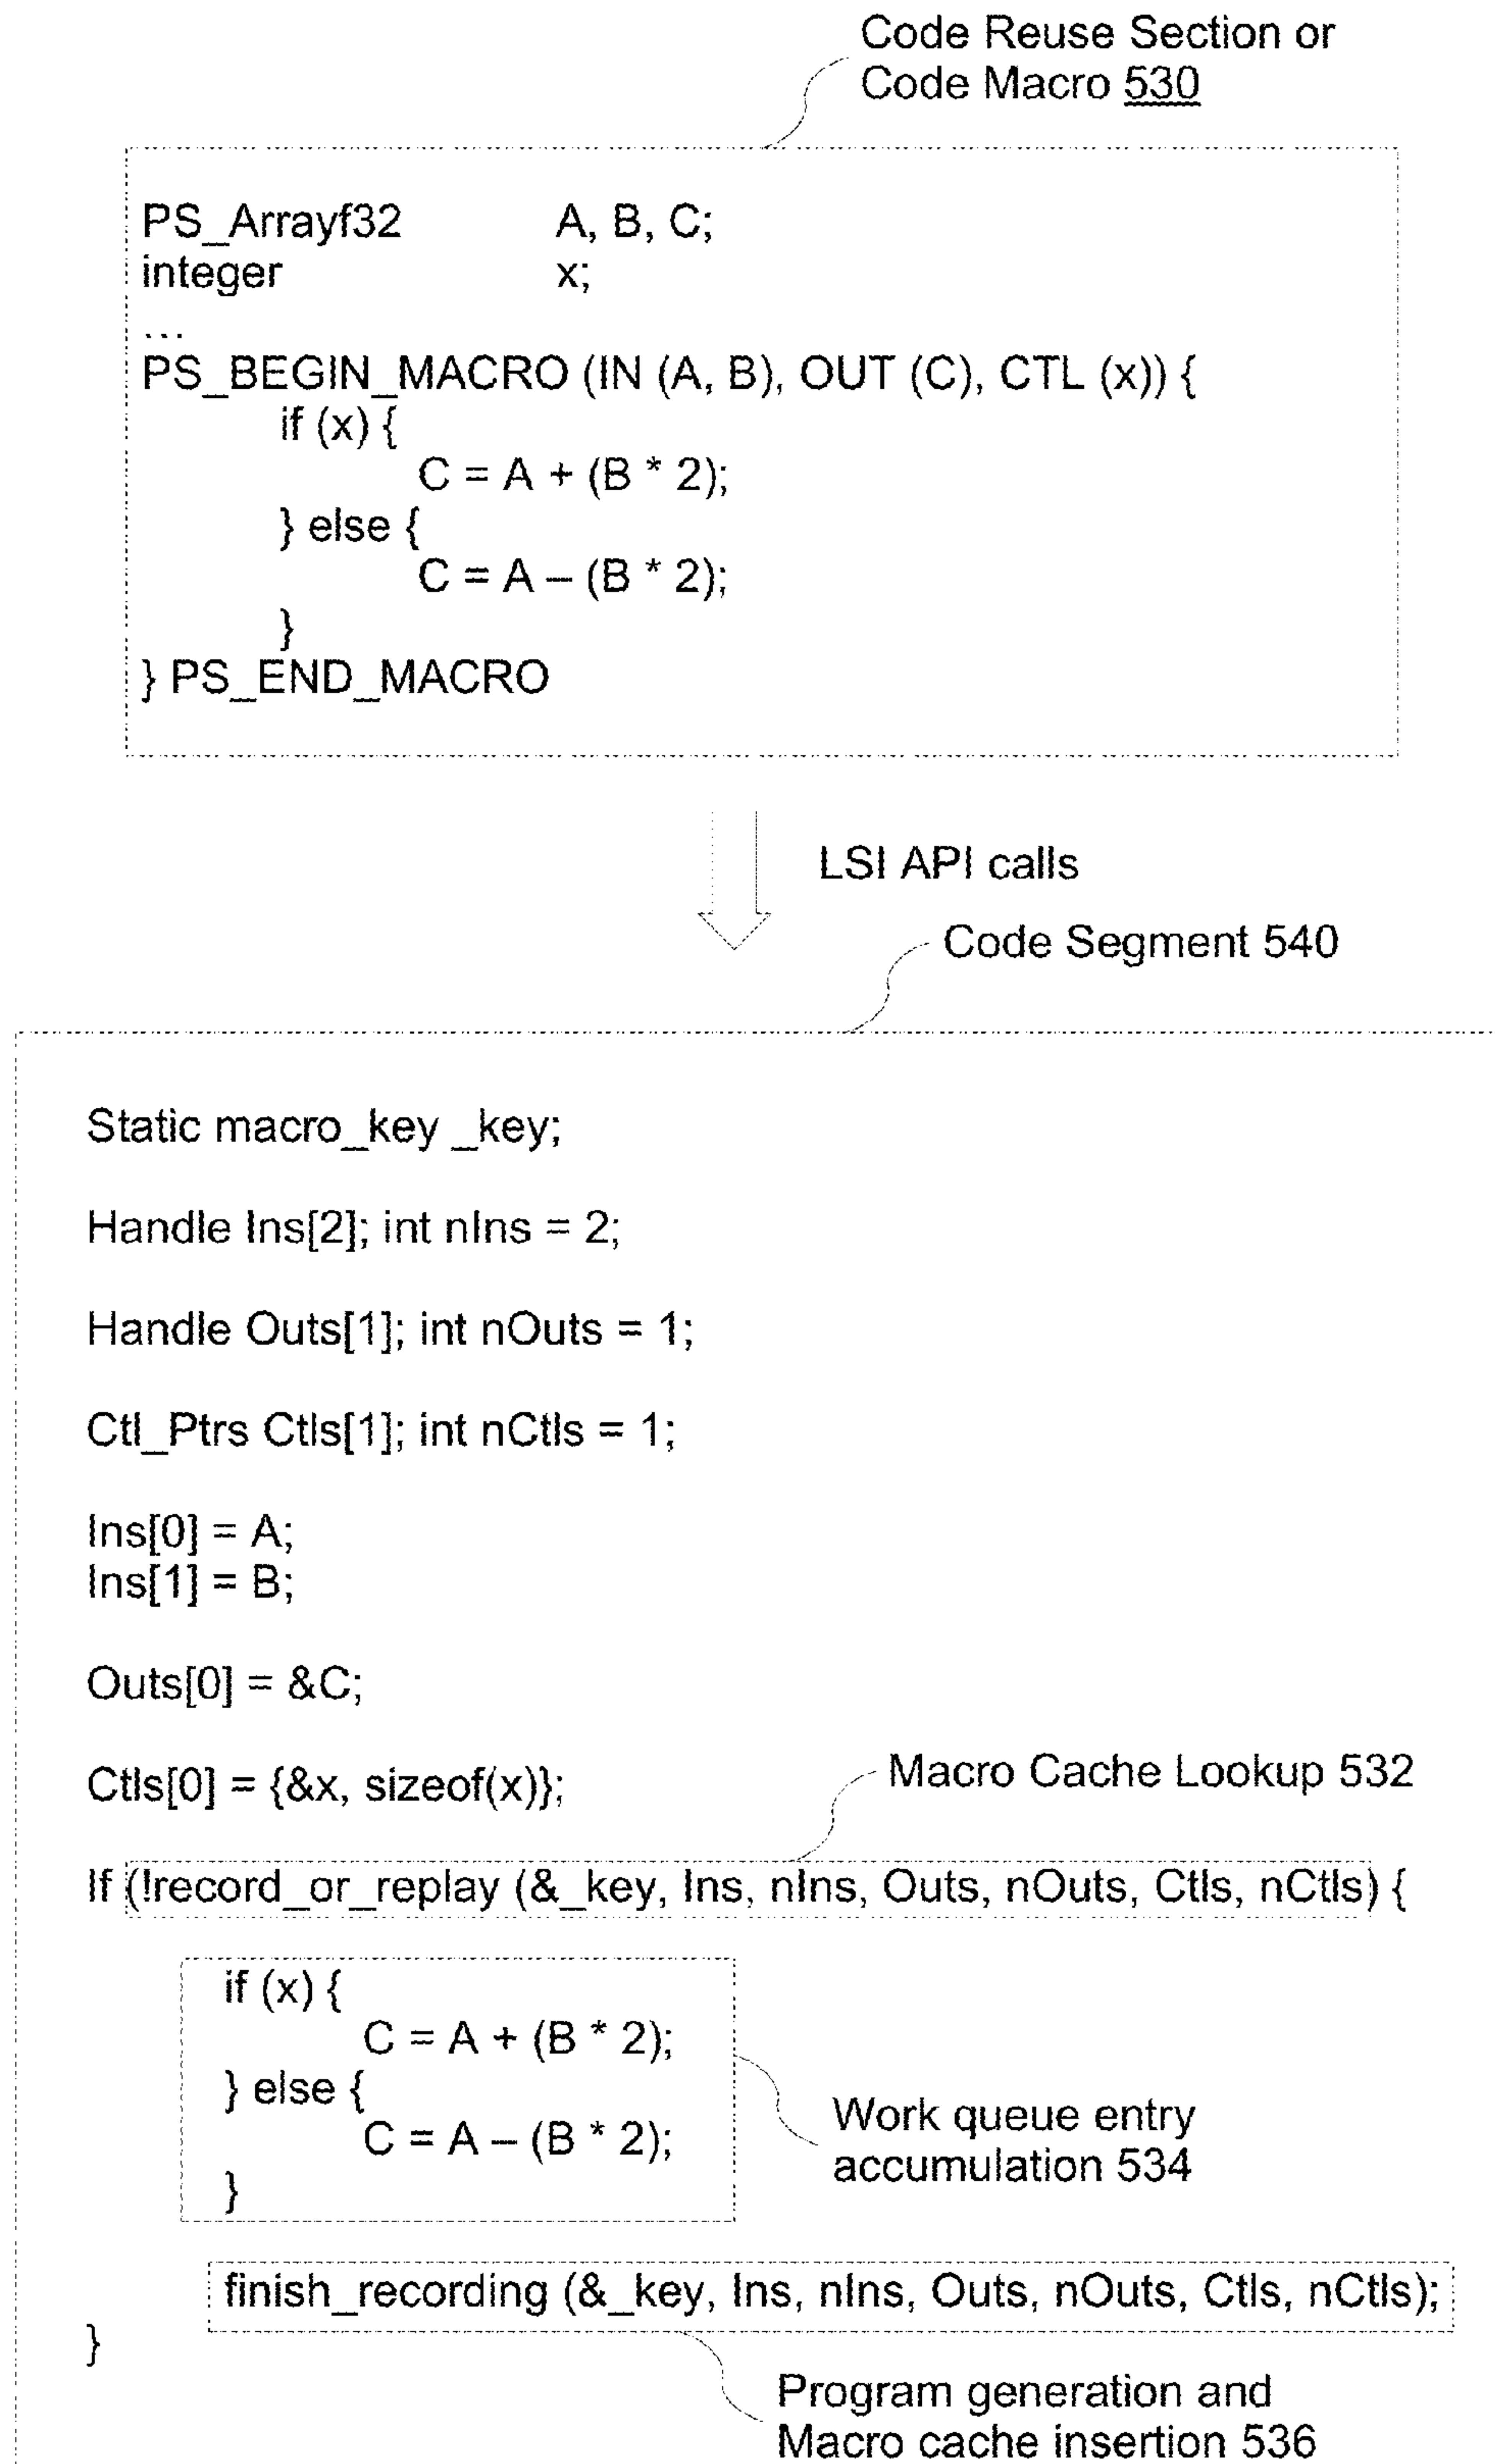 Code Reuse Section or
Code Macro 530
PS_Arrayf32 A, B, C;
integer x;
...
PS_BEGIN_MACRO (IN (A, B), OUT (C), CTL (x)) {
if (x) {
C = A + (B * 2);
} else {
C = A – (B * 2);
}
} PS_END_MACRO
LSI API calls
Code Segment 540
Static macro_key _key;
Handle Ins[2]; int nIns = 2;
Handle Outs[1]; int nOuts = 1;
Ctl_Ptrs Ctls[1]; int nCtls = 1;
Ins[0] = A;
Ins[1] = B;
Outs[0] = &C;
Ctls[0] = {&x, sizeof(x)};
Macro Cache Lookup 532
If (!record_or_replay (&_key, Ins, nIns, Outs, nOuts, Ctls, nCtls) {
if (x) {
C = A + (B * 2);
} else {
C = A – (B * 2);
}
Work queue entry
accumulation 534
finish_recording (&_key, Ins, nIns, Outs, nOuts, Ctls, nCtls);
}
Program generation and
Macro cache insertion 536